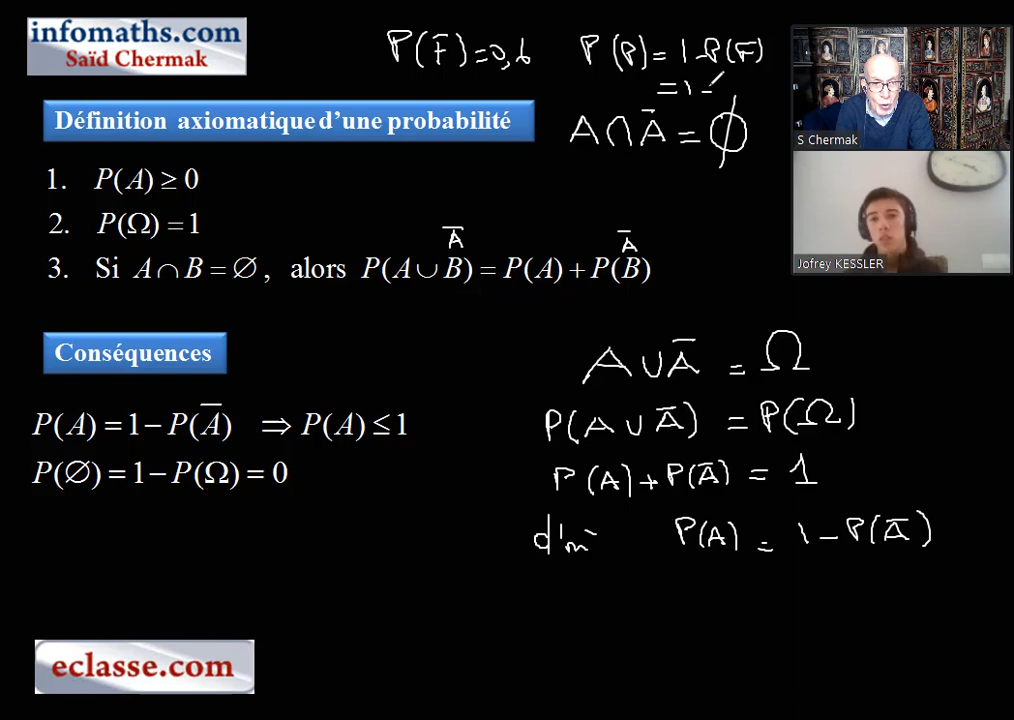 infomaths.com
Saïd Chermak
P(F)=0,6 P(P)=1-P(F)
=1-
Définition axiomatique d'une probabilité
A∩A̅=∅
S Chermak
1. P(A) ≥ 0
2. P(Ω) = 1
A̅ A̅
3. Si A ∩ B = ∅, alors P(A ∪ B) = P(A) + P(B)
Jofrey KESSLER
Conséquences
A∪A̅ = Ω
P(A) = 1 − P(A̅) ⇒ P(A) ≤ 1
P(A∪A̅) = P(Ω)
P(∅) = 1 − P(Ω) = 0
P(A)+P(A̅) = 1
P(A) = 1 − P(A̅)
eclasse.com